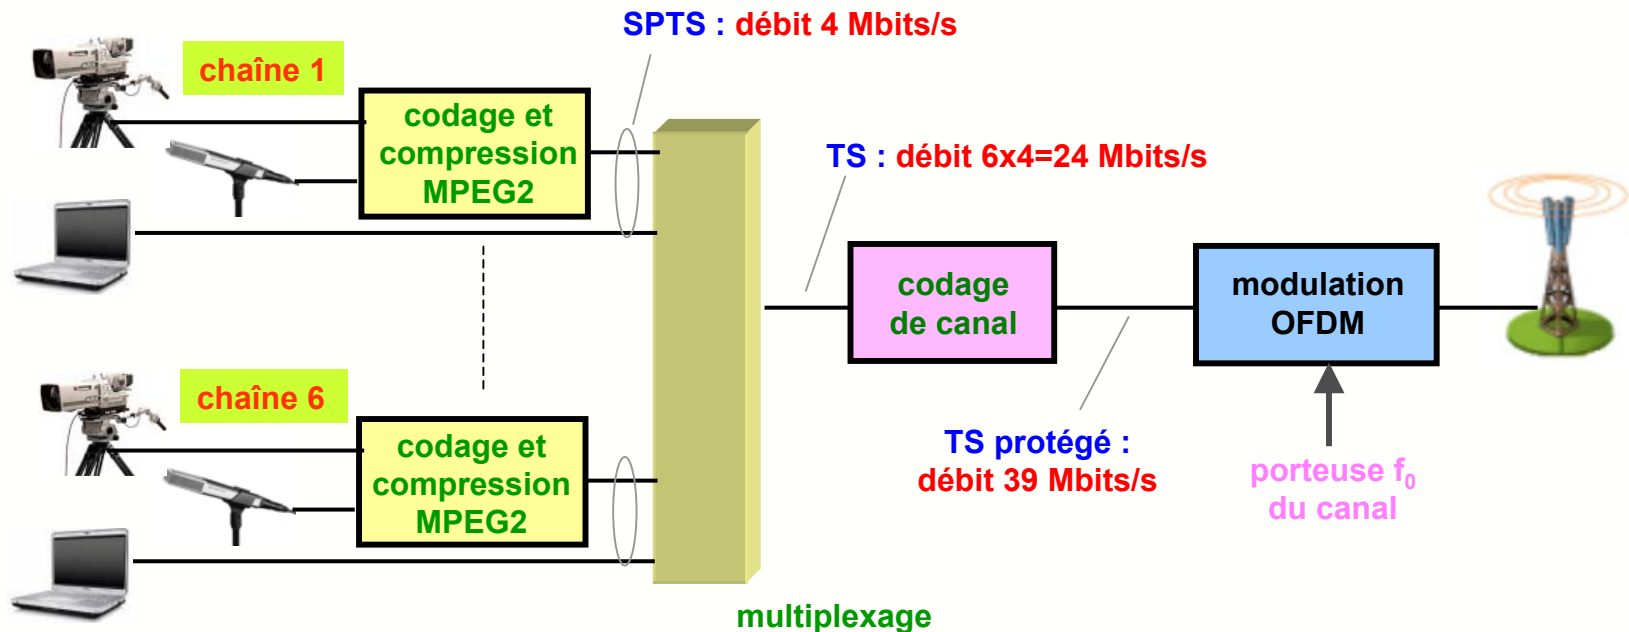 SPTS : débit 4 Mbits/s
chaîne 1
codage et
compression
MPEG2
TS : débit 6x4=24 Mbits/s
codage
de canal
modulation
OFDM
chaîne 6
codage et
compression
MPEG2
TS protégé :
débit 39 Mbits/s
porteuse f0
du canal
multiplexage